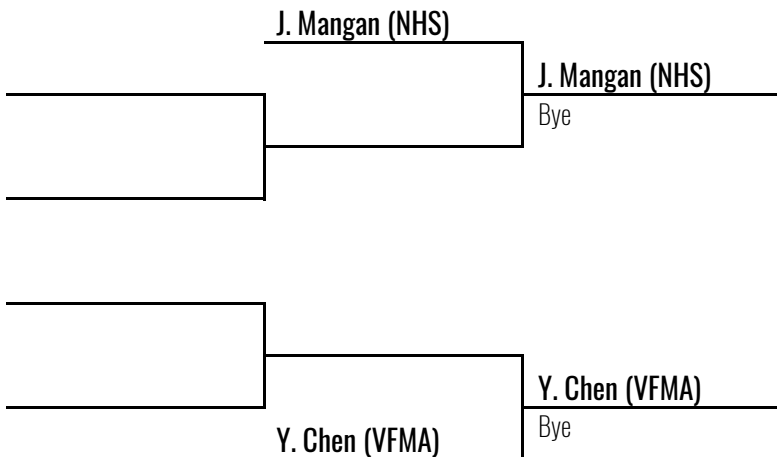 J. Mangan (NHS)
J. Mangan (NHS)
Bye
Y. Chen (VFMA)
Bye
Y. Chen (VFMA)